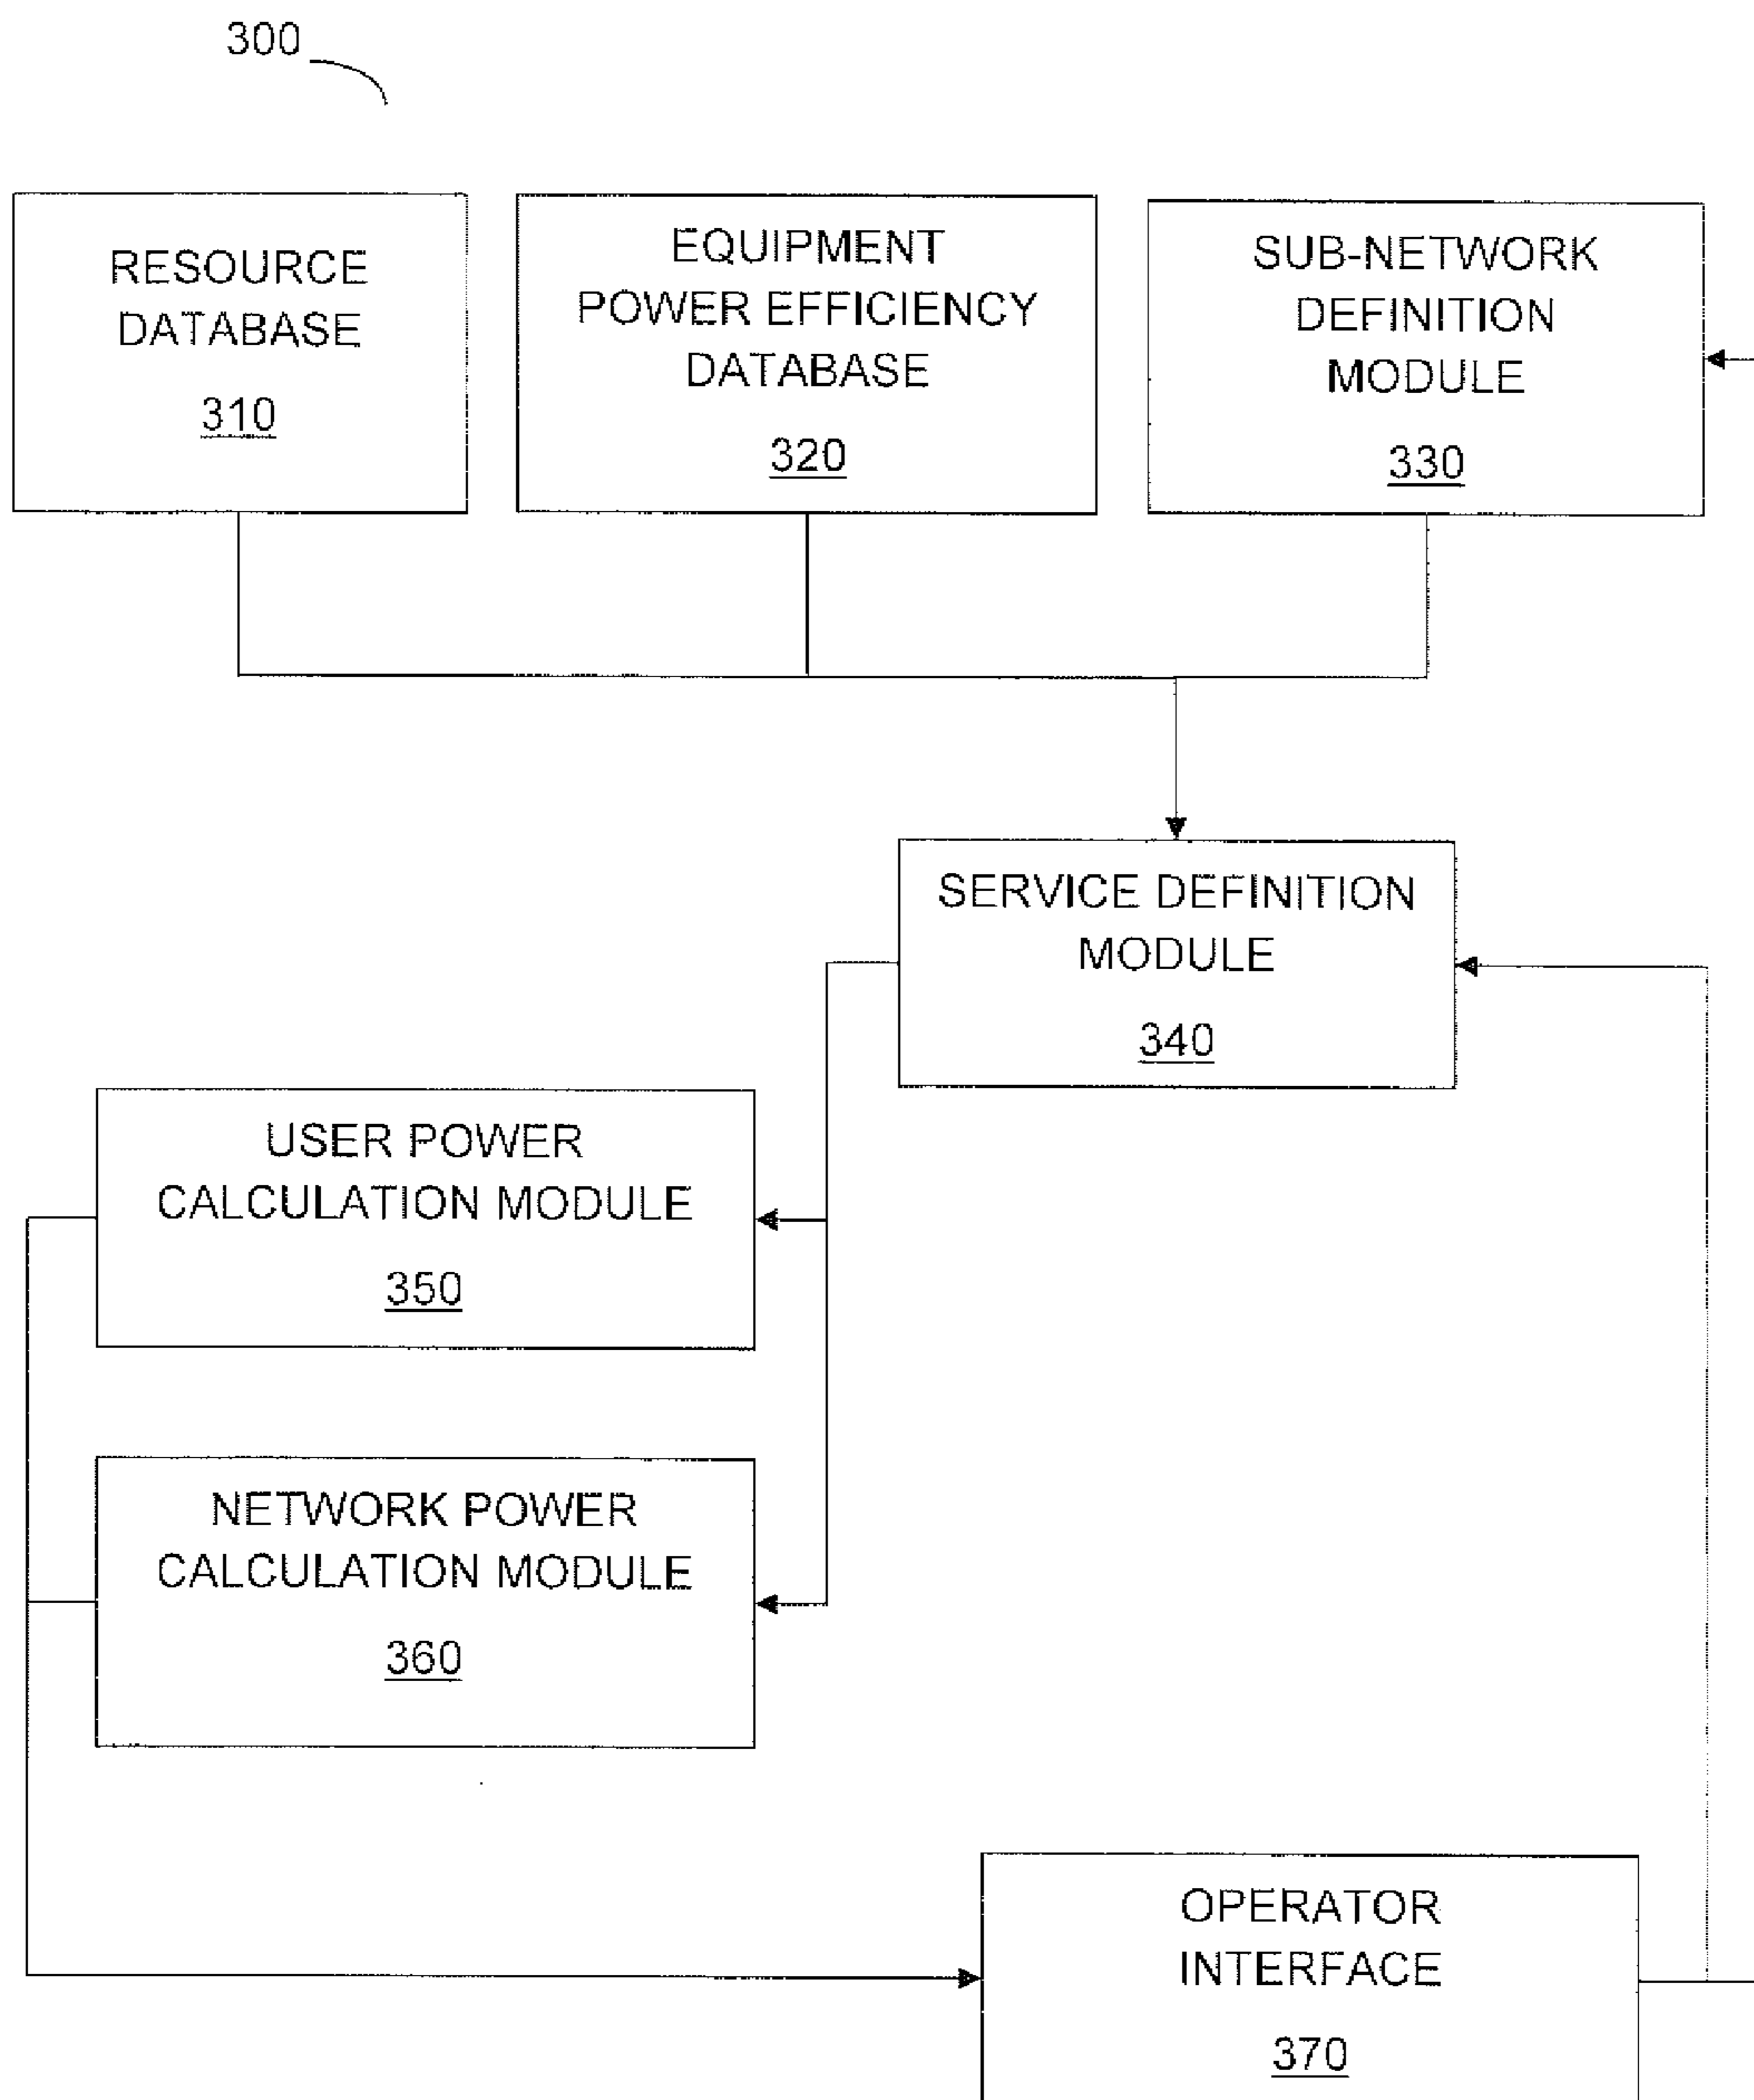 300
RESOURCE
DATABASE
310
EQUIPMENT
POWER EFFICIENCY
DATABASE
320
SUB-NETWORK
DEFINITION
MODULE
330
SERVICE DEFINITION
MODULE
340
USER POWER
CALCULATION MODULE
350
NETWORK POWER
CALCULATION MODULE
360
OPERATOR
INTERFACE
370